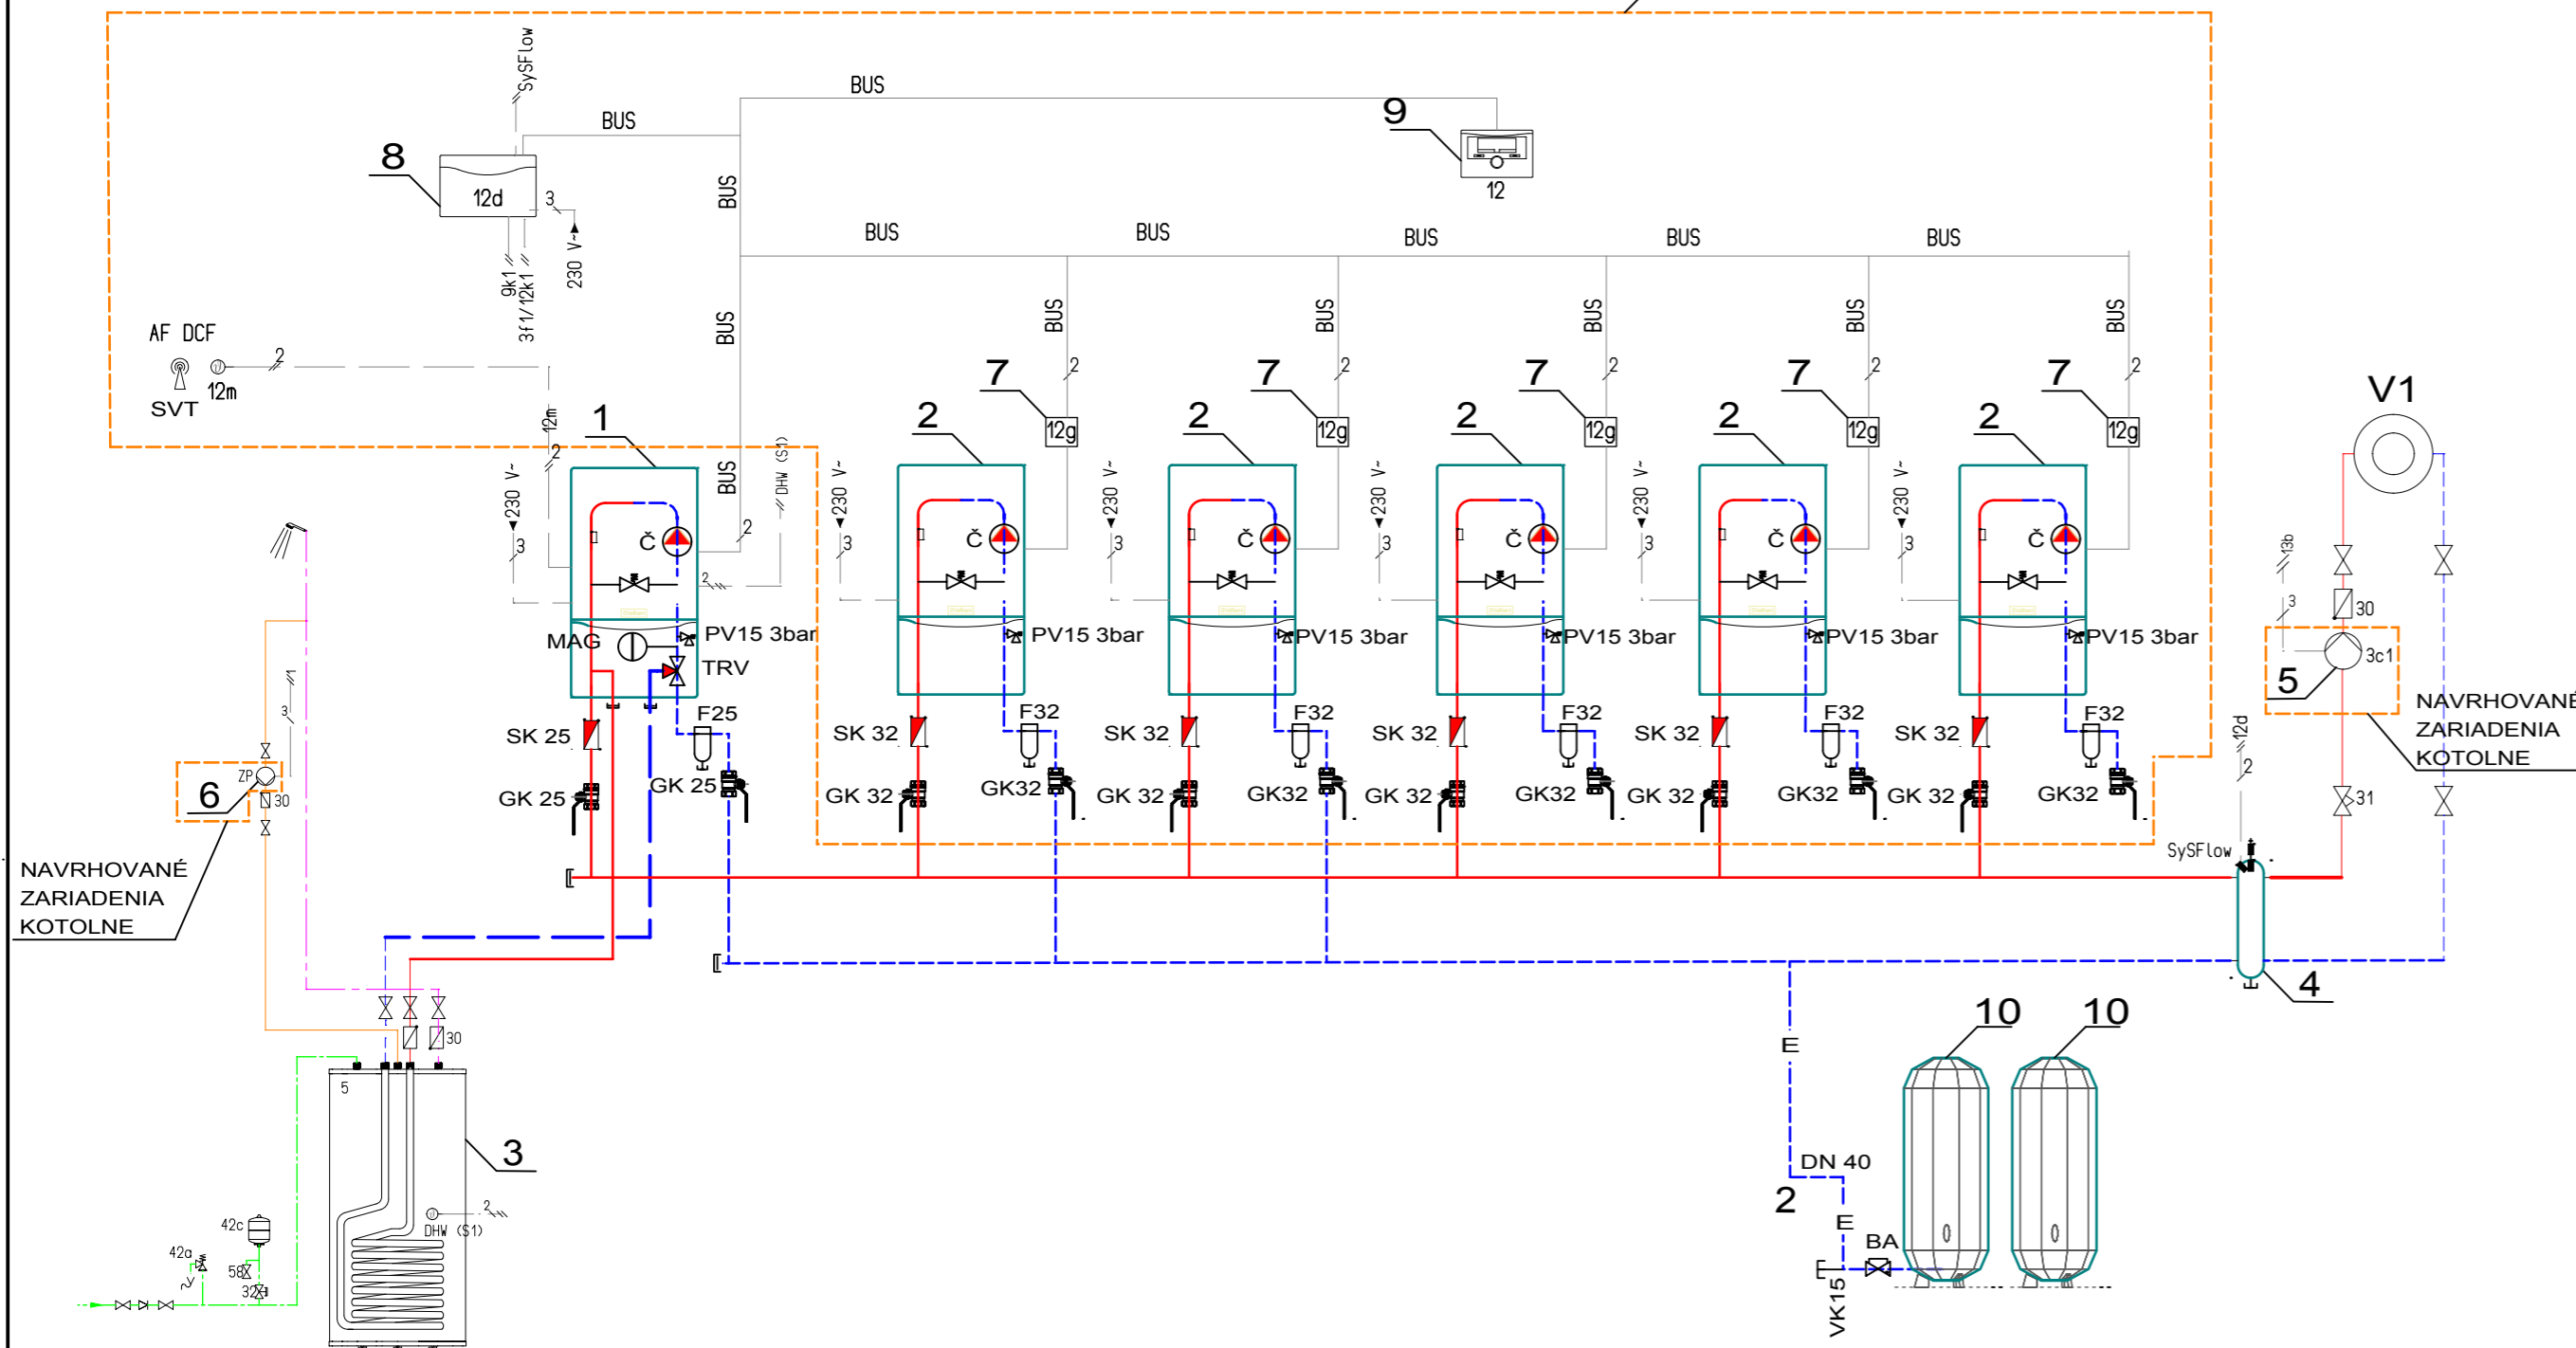 SySFlow
BUS
BUS
9
8
12d
3
BUS
12
230 V~
9k1
3f1/12k1
BUS
BUS
BUS
BUS
BUS
AF DCF
12m
SVT
2
12m
2
BUS
BUS
BUS
BUS
BUS
BUS
2
2
2
2
2
7
7
7
7
7
12g
12g
12g
12g
12g
V1
1
2
2
2
2
2
BUS
DHW (S1)
230 V~
230 V~
230 V~
230 V~
230 V~
230 V~
3
3
3
3
3
3
2
2
Č
Č
Č
Č
Č
Č
13b
3
30
MAG
PV15 3bar
PV15 3bar
PV15 3bar
PV15 3bar
PV15 3bar
PV15 3bar
TRV
3c1
5
NAVRHOVANÉ
ZARIADENIA
KOTOLNE
F25
F32
F32
F32
F32
F32
SK 25
SK 32
SK 32
SK 32
SK 32
SK 32
GK 25
GK 25
GK 32
GK32
GK 32
GK32
GK 32
GK32
GK 32
GK32
GK 32
GK32
12d
2
31
3
ZP
6
30
NAVRHOVANÉ
ZARIADENIA
KOTOLNE
SySFlow
4
30
5
3
2
DHW (S1)
42c
42a
58
32
10
10
E
DN 40
2
E
BA
VK15